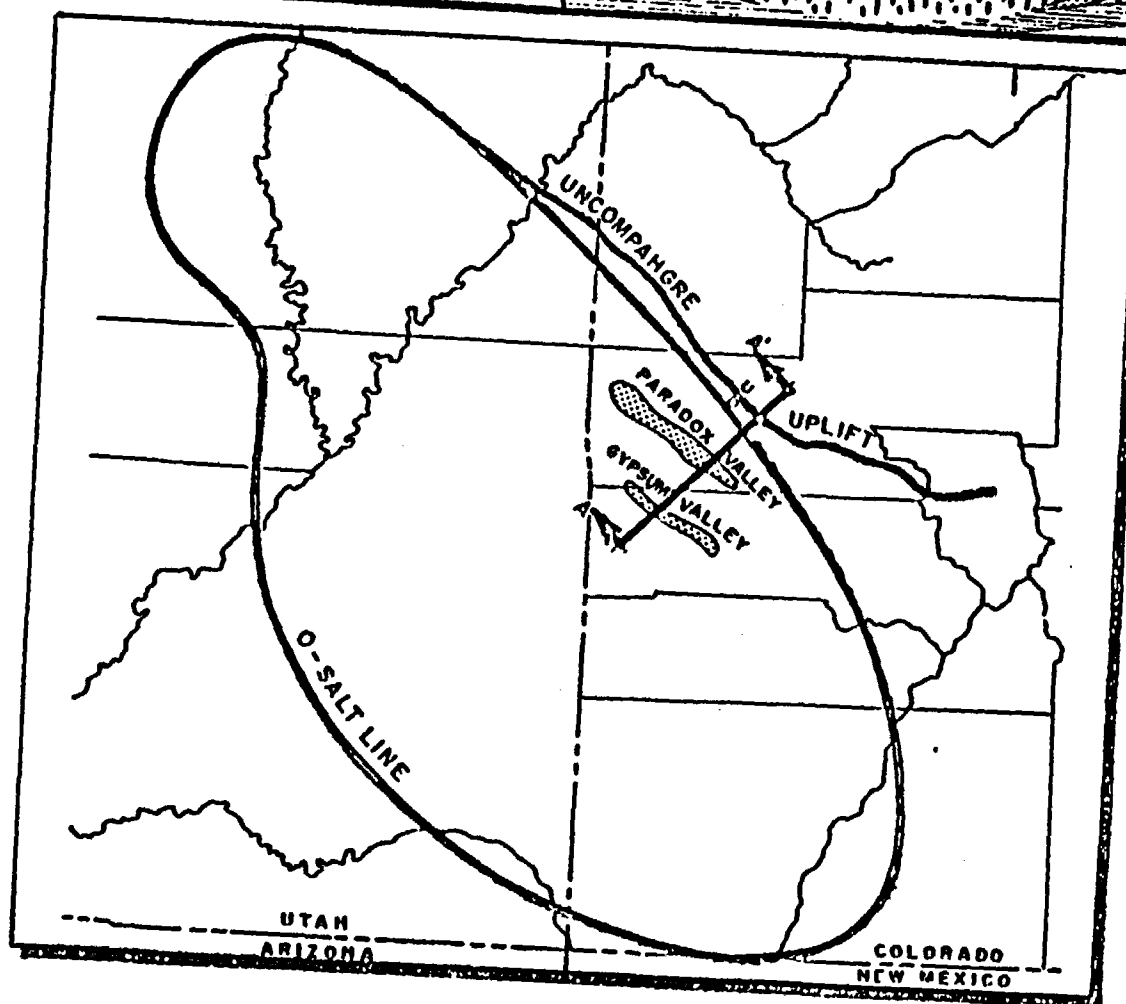 UNCOMPAHGRE
A'
U
UPLIFT
PARADOX VALLEY
GYPSUM VALLEY
A
O-SALT LINE
UTAH
ARIZONA
COLORADO
NEW MEXICO